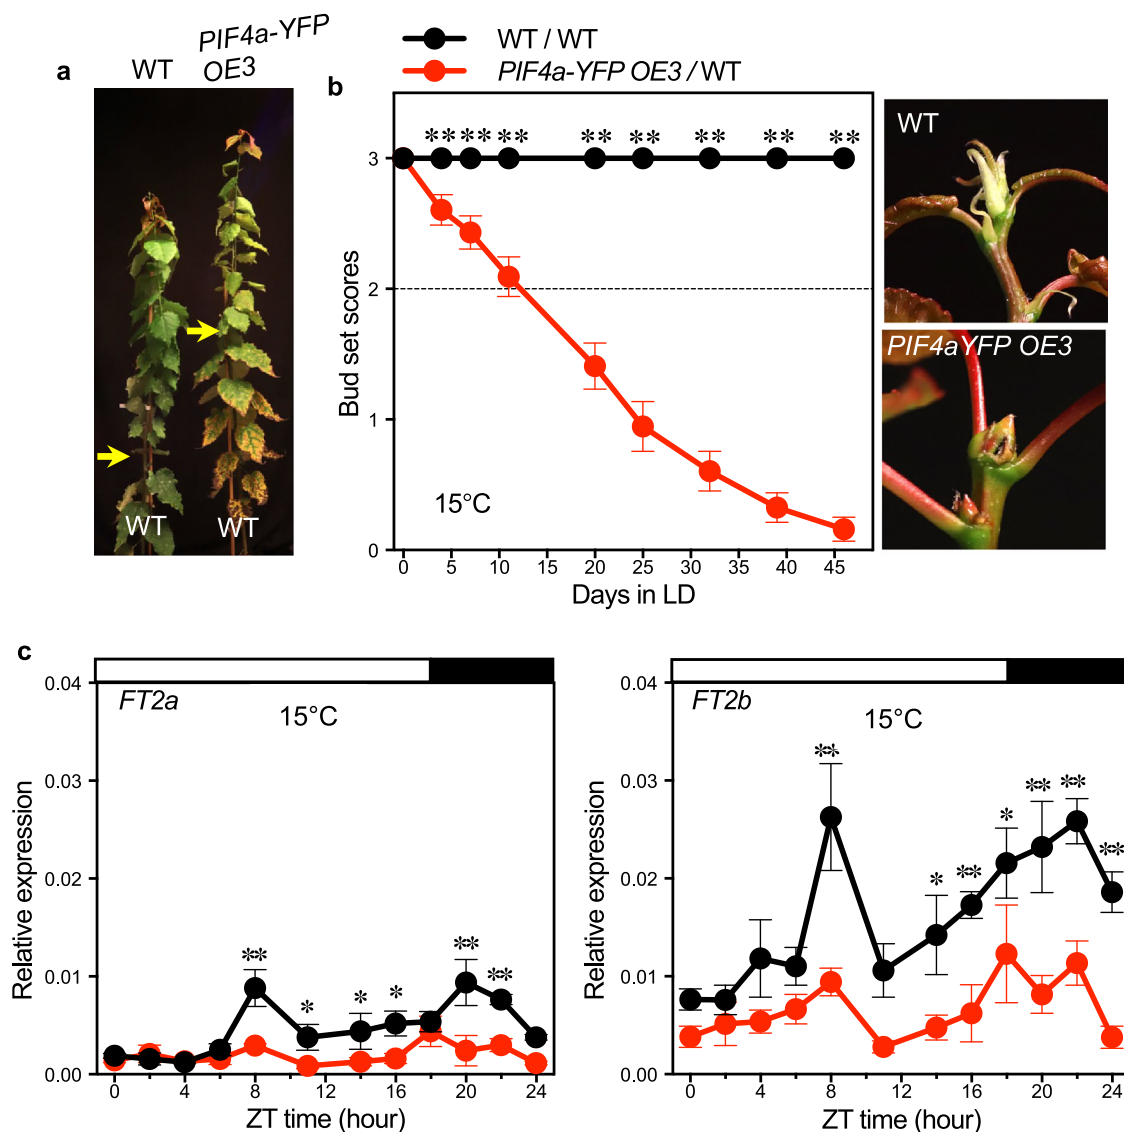 a
WT
PIF4a-YFP
OE3
WT
WT
WT / WT
PIF4a-YFP OE3 / WT
b
** ** ** ** ** ** ** **
3
2
1
0
Bud set scores
15°C
0 5 10 15 20 25 30 35 40 45
Days in LD
WT
PIF4aYFP OE3
c
FT2a
15°C
0.04
0.03
0.02
0.01
0.00
Relative expression
** * * * ** **
0 4 8 12 16 20 24
ZT time (hour)
FT2b
15°C
0.04
0.03
0.02
0.01
0.00
Relative expression
** * ** * ** ** **
0 4 8 12 16 20 24
ZT time (hour)